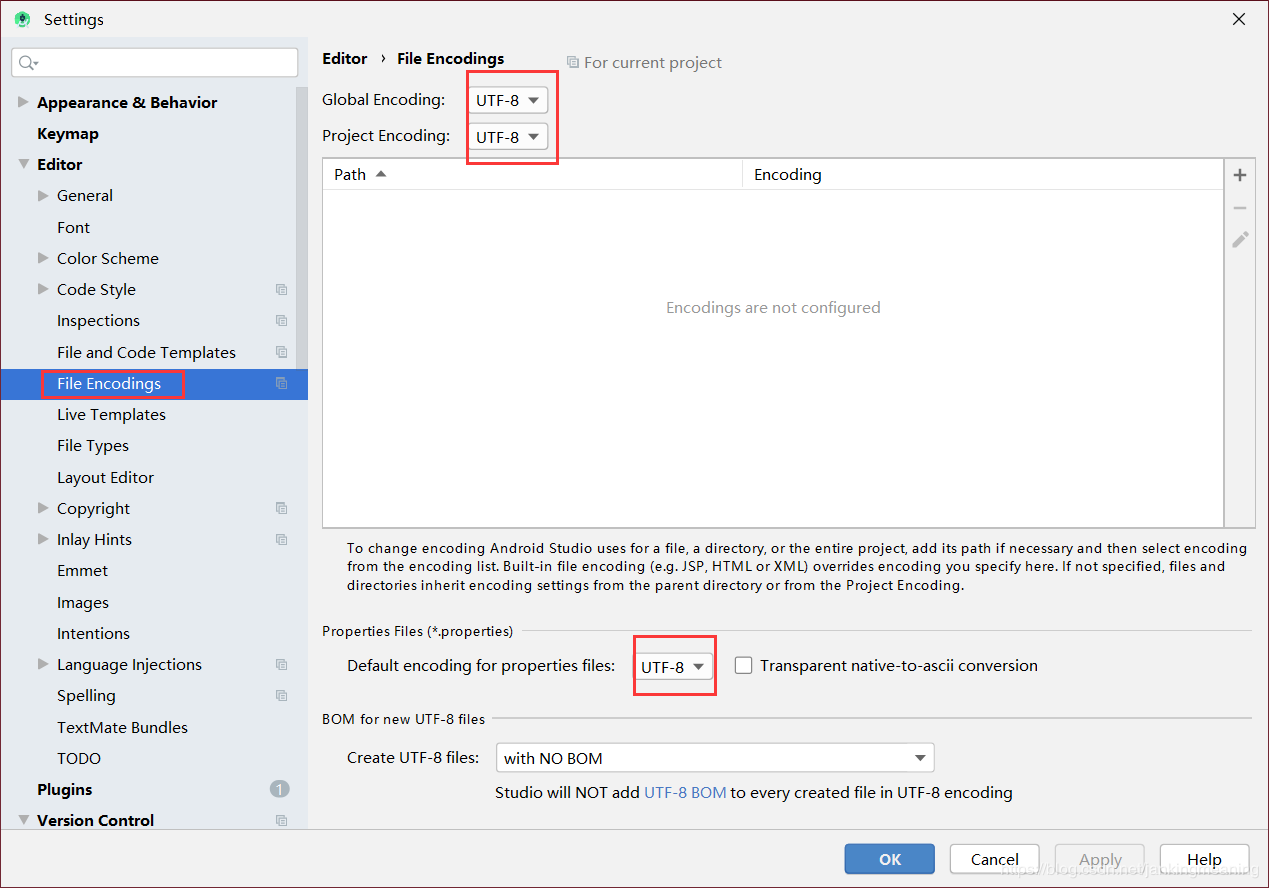 Settings
Appearance & Behavior
Keymap
Editor
General
Font
Color Scheme
Code Style
Inspections
File and Code Templates
File Encodings
Live Templates
File Types
Layout Editor
Copyright
Inlay Hints
Emmet
Images
Intentions
Language Injections
Spelling
TextMate Bundles
TODO
Plugins 1
Version Control
Editor › File Encodings For current project
Global Encoding: UTF-8
Project Encoding: UTF-8
Path Encoding
Encodings are not configured
To change encoding Android Studio uses for a file, a directory, or the entire project, add its path if necessary and then select encoding
from the encoding list. Built-in file encoding (e.g. JSP, HTML or XML) overrides encoding you specify here. If not specified, files and
directories inherit encoding settings from the parent directory or from the Project Encoding.
Properties Files (*.properties)
Default encoding for properties files: UTF-8 Transparent native-to-ascii conversion
BOM for new UTF-8 files
Create UTF-8 files: with NO BOM
Studio will NOT add UTF-8 BOM to every created file in UTF-8 encoding
OK Cancel Apply Help